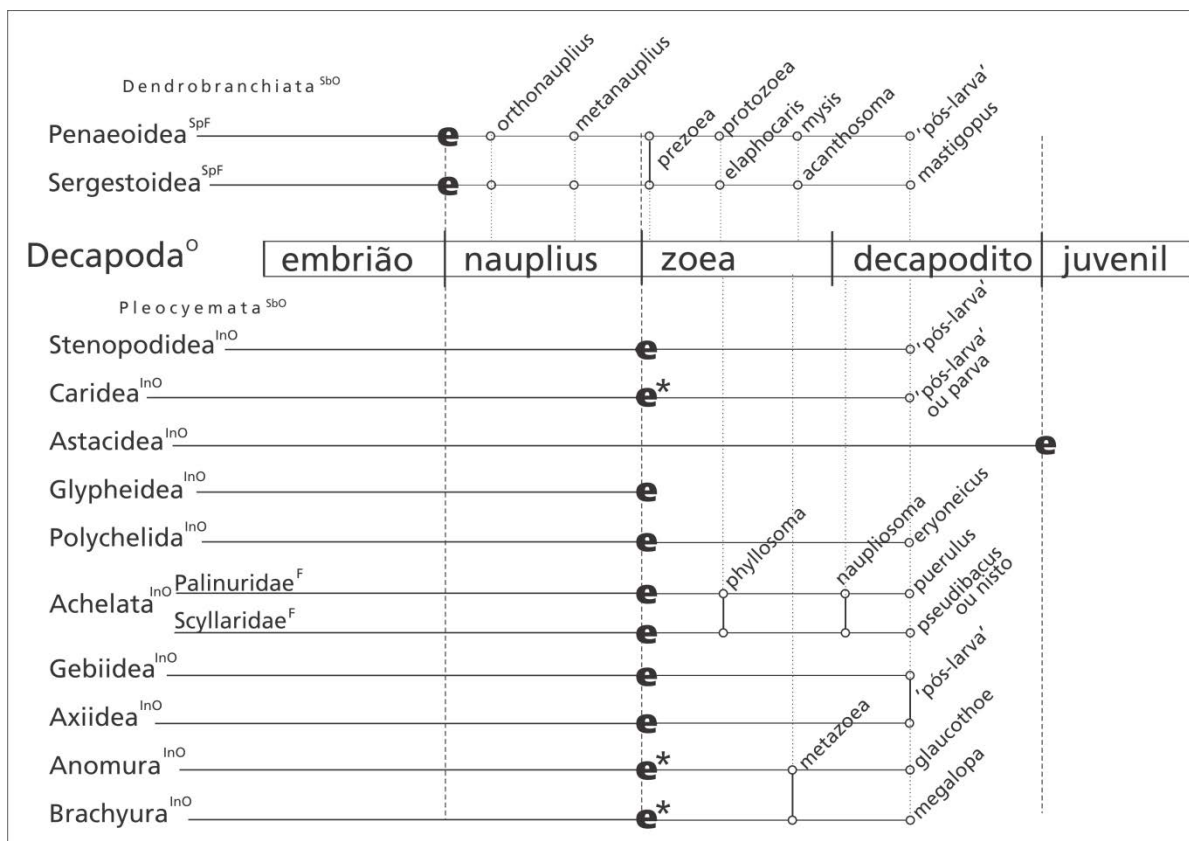 Dendrobranchiata SbO
Penaeoidea SpF
Sergestoidea SpF
e
e
orthonauplius
metanauplius
prezoea
protozoea
elaphocaris
mysis
acanthosoma
'pós-larva'
mastigopus
Decapoda O
embrião
nauplius
zoea
decapodito
juvenil
Pleocyemata SbO
Stenopodidea InO
e
'pós-larva'
Caridea InO
e*
'pós-larva'
ou parva
Astacidea InO
e
Glypheidea InO
e
Polychelida InO
e
eryoneicus
Achelata InO
Palinuridae F
e
phyllosoma
naupliosoma
puerulus
Scyllaridae F
e
pseudibacus
ou nisto
Gebiidea InO
e
'pós-larva'
Axiidea InO
e
Anomura InO
e*
metazoea
glaucothoe
Brachyura InO
e*
megalopa